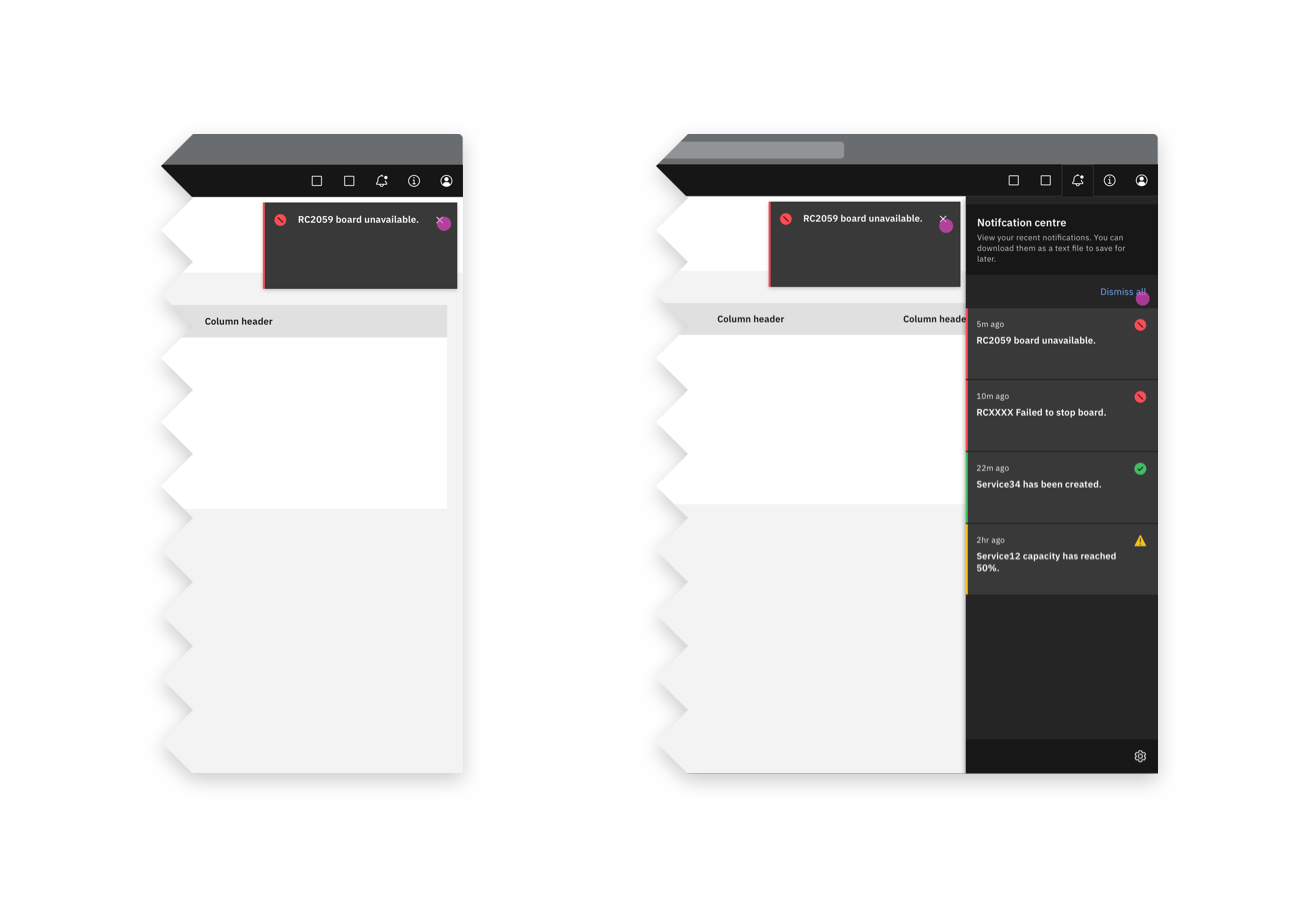 RC2059 board unavailable.
Column header
RC2059 board unavailable.
Column header
Column heade
Notifcation centre
View your recent notifications. You can
download them as a text file to save for
later.
Dismiss all
5m ago
RC2059 board unavailable.
10m ago
RCXXXX Failed to stop board.
22m ago
Service34 has been created.
2hr ago
Service12 capacity has reached
50%.